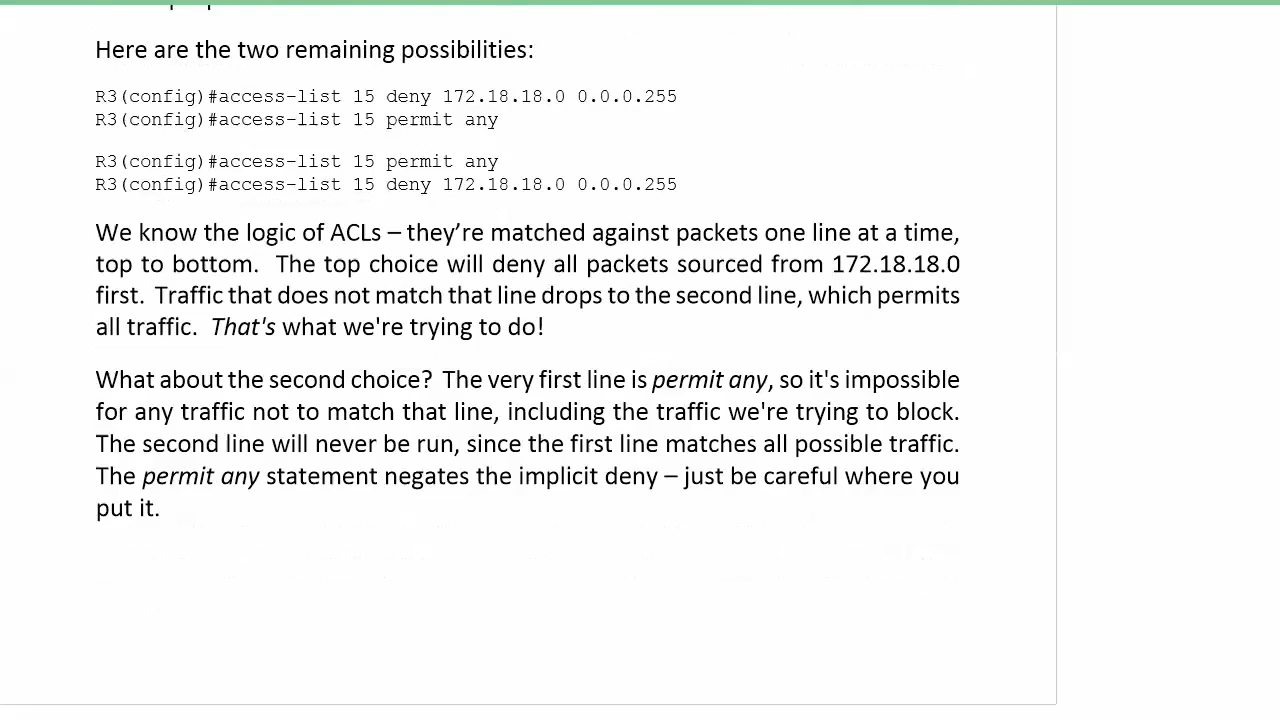 Here are the two remaining possibilities:
R3(config)#access-list 15 deny 172.18.18.0 0.0.0.255
R3(config)#access-list 15 permit any
R3(config)#access-list 15 permit any
R3(config)#access-list 15 deny 172.18.18.0 0.0.0.255
We know the logic of ACLs – they’re matched against packets one line at a time,
top to bottom.  The top choice will deny all packets sourced from 172.18.18.0
first.  Traffic that does not match that line drops to the second line, which permits
all traffic.  That's what we're trying to do!
What about the second choice?  The very first line is permit any, so it's impossible
for any traffic not to match that line, including the traffic we're trying to block.
The second line will never be run, since the first line matches all possible traffic.
The permit any statement negates the implicit deny – just be careful where you
put it.